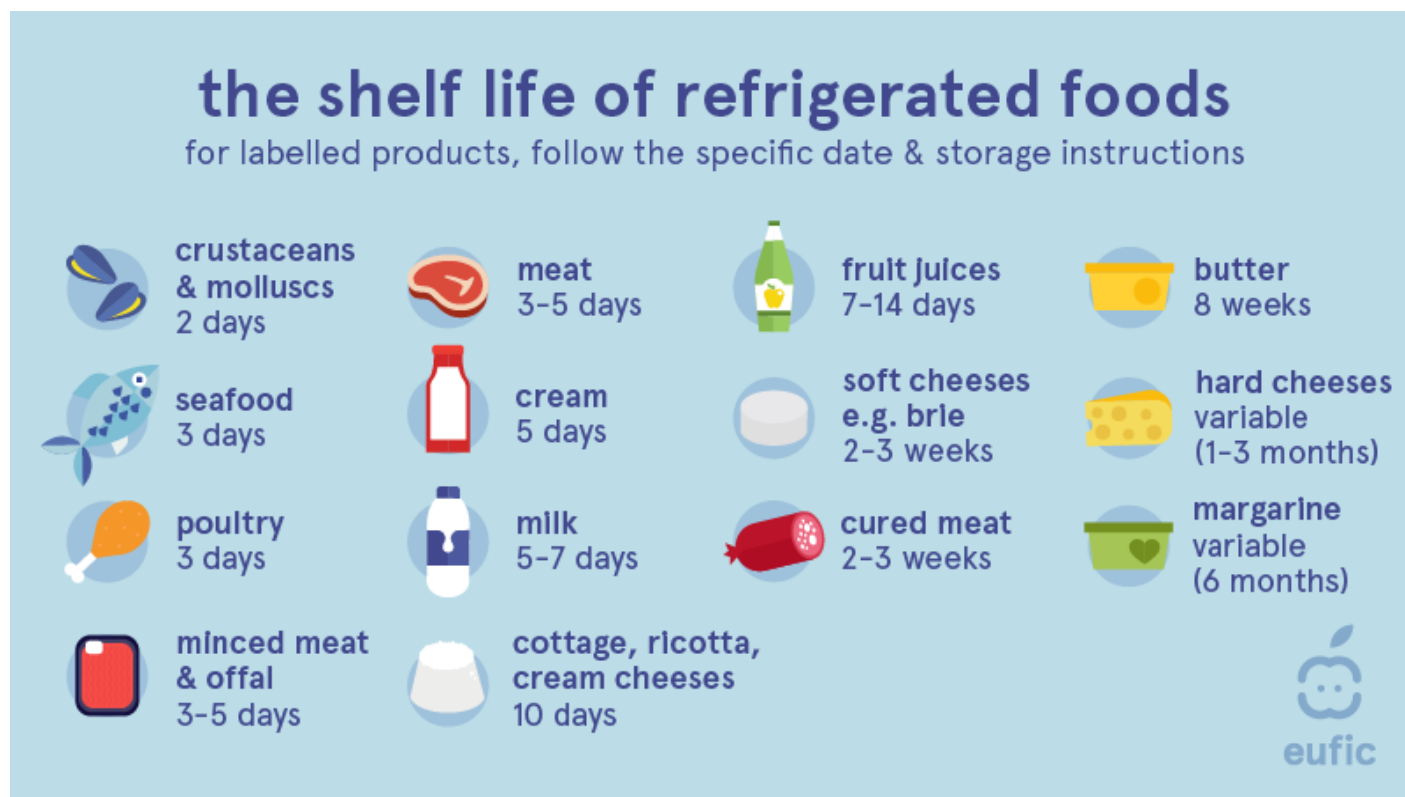 the shelf life of refrigerated foods
for labelled products, follow the specific date & storage instructions
crustaceans
& molluscs
2 days
seafood
3 days
poultry
3 days
minced meat
& offal
3-5 days
meat
3-5 days
cream
5 days
milk
5-7 days
cottage, ricotta,
cream cheeses
10 days
fruit juices
7-14 days
soft cheeses
e.g. brie
2-3 weeks
cured meat
2-3 weeks
butter
8 weeks
hard cheeses
variable
(1-3 months)
margarine
variable
(6 months)
eufic